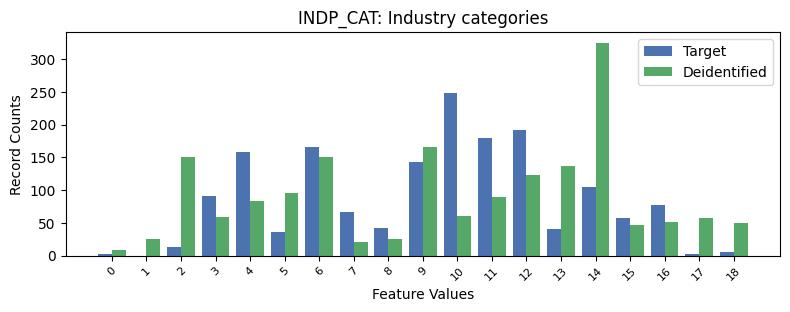 INDP_CAT: Industry categories
Target
Deidentified
Record Counts
300
250
200
150
100
50
0
0 1 2 3 4 5 6 7 8 9 10 11 12 13 14 15 16 17 18
Feature Values